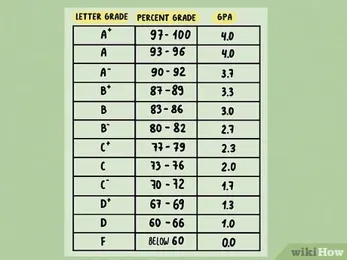 LETTER GRADE PERCENT GRADE GPA
A+ 97-100 4.0
A 93-96 4.0
A- 90-92 3.7
B+ 87-89 3.3
B 83-86 3.0
B- 80-82 2.7
C+ 77-79 2.3
C 73-76 2.0
C- 70-72 1.7
D+ 67-69 1.3
D 60-66 1.0
F BELOW 60 0.0
wikiHow